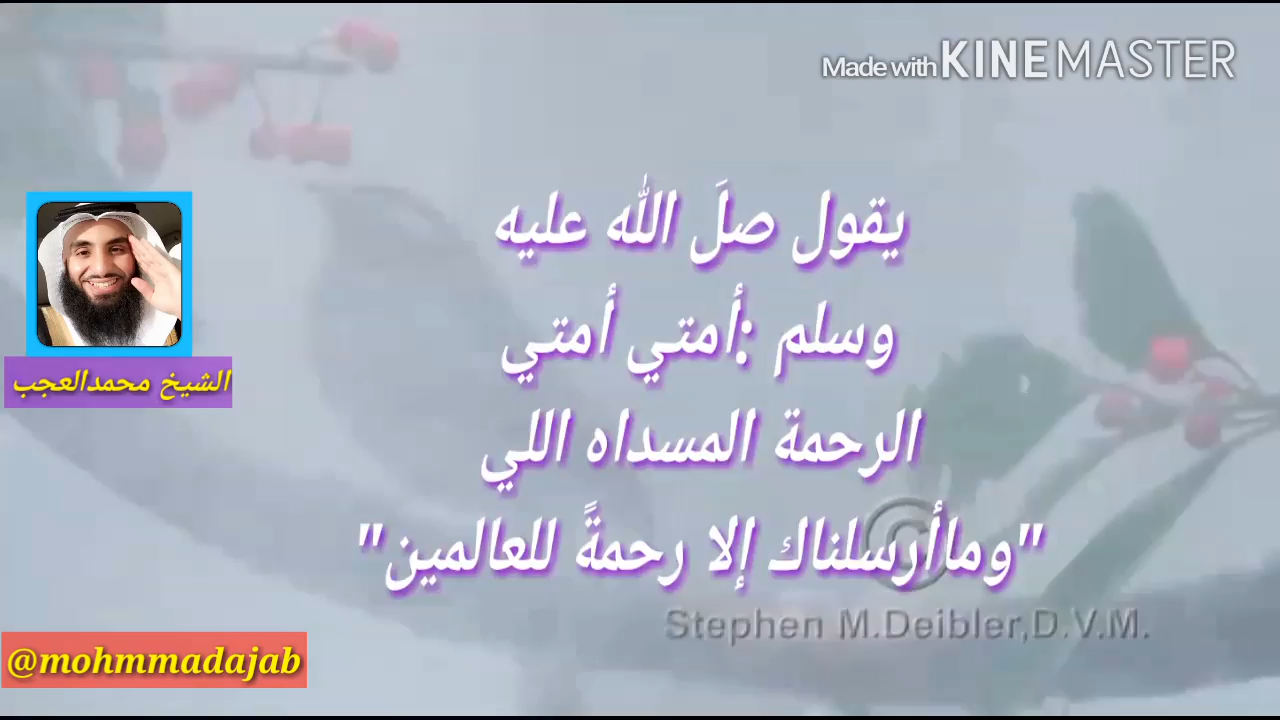 Made with KINEMASTER
يقول صلَ الله عليه
وسلم :أمتي أمتي
الرحمة المسداه اللي
"وماأرسلناك إلا رحمةً للعالمين"
الشيخ محمدالعجب
©
Stephen M.Deibler,D.V.M.
@mohmmadajab